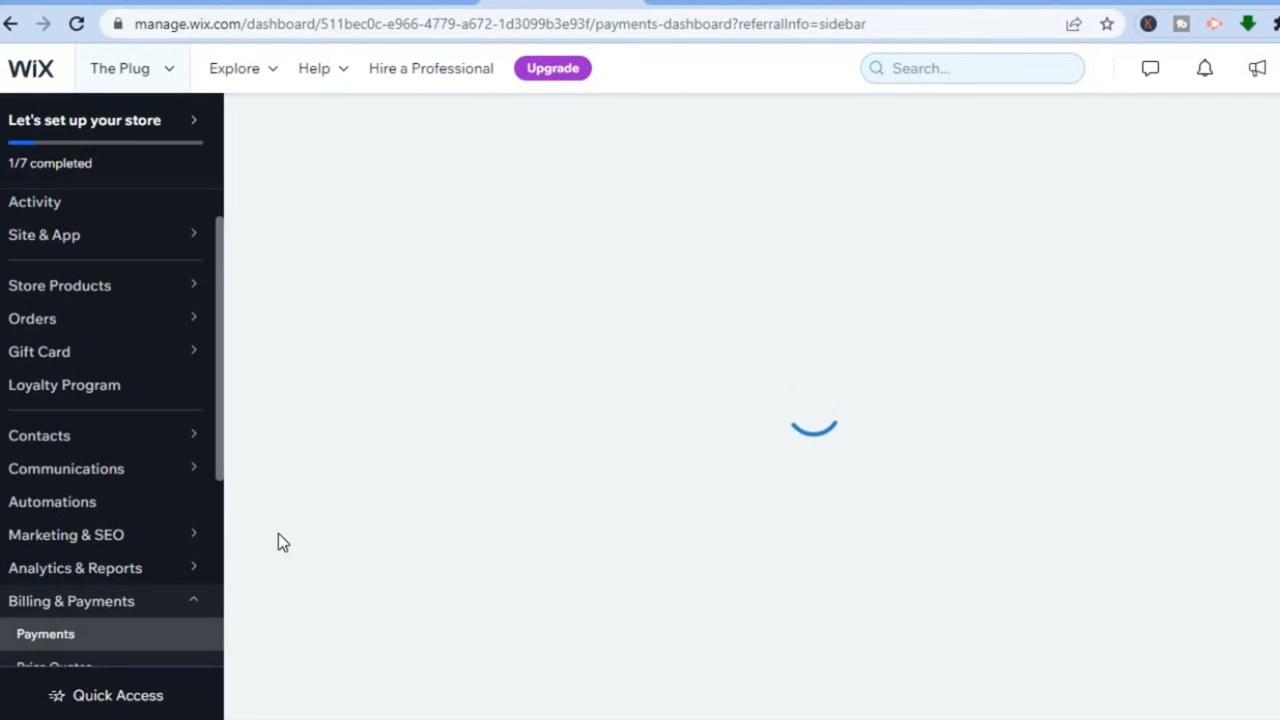 manage.wix.com/dashboard/511bec0c-e966-4779-a672-1d3099b3e93f/payments-dashboard?referralInfo=sidebar
WiX The Plug Explore Help Hire a Professional Upgrade Search...
Let's set up your store
1/7 completed
Activity
Site & App
Store Products
Orders
Gift Card
Loyalty Program
Contacts
Communications
Automations
Marketing & SEO
Analytics & Reports
Billing & Payments
Payments
Price Quotes
Quick Access